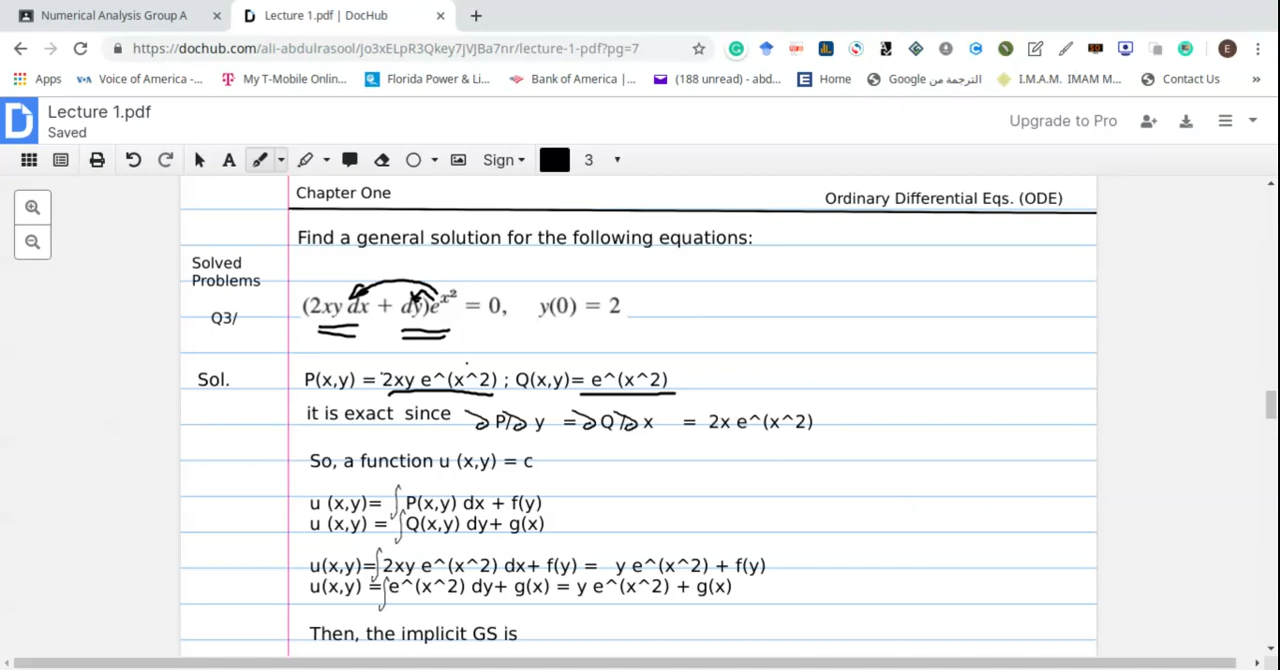 Numerical Analysis Group A
Lecture 1.pdf | DocHub
https://dochub.com/ali-abdulrasool/jo3xELpR3Qkey7jVJBa7nr/lecture-1-pdf?pg=7
E
Apps
Voice of America -...
My T-Mobile Onlin...
Florida Power & Li...
Bank of America |...
(188 unread) - abd...
Home
الترجمة من Google
I.M.A.M. IMAM M...
Contact Us
»
Lecture 1.pdf
Saved
Upgrade to Pro
A
Sign
3
Chapter One
Ordinary Differential Eqs. (ODE)
Find a general solution for the following equations:
Solved
Problems
Q3/
(2xy dx + dy)e^{x²} = 0, y(0) = 2
Sol.
P(x,y) = 2xy e^(x^2) ; Q(x,y)= e^(x^2)
it is exact since ∂P/∂ y = ∂Q/∂ x = 2x e^(x^2)
So, a function u (x,y) = c
u (x,y)= ∫ P(x,y) dx + f(y)
u (x,y) = ∫ Q(x,y) dy+ g(x)
u(x,y)= ∫ 2xy e^(x^2) dx+ f(y) = y e^(x^2) + f(y)
u(x,y) = ∫ e^(x^2) dy+ g(x) = y e^(x^2) + g(x)
Then, the implicit GS is